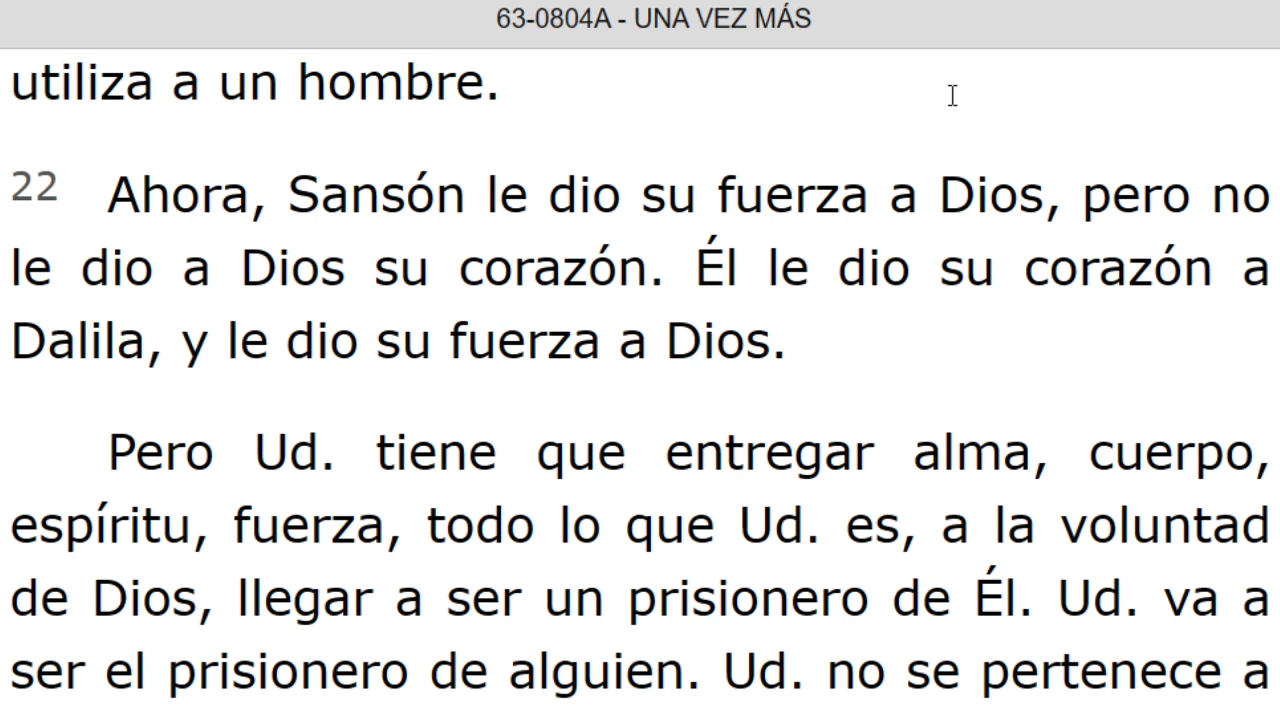 63-0804A - UNA VEZ MÁS
utiliza a un hombre.
22 Ahora, Sansón le dio su fuerza a Dios, pero no
le dio a Dios su corazón. Él le dio su corazón a
Dalila, y le dio su fuerza a Dios.
Pero Ud. tiene que entregar alma, cuerpo,
espíritu, fuerza, todo lo que Ud. es, a la voluntad
de Dios, llegar a ser un prisionero de Él. Ud. va a
ser el prisionero de alguien. Ud. no se pertenece a